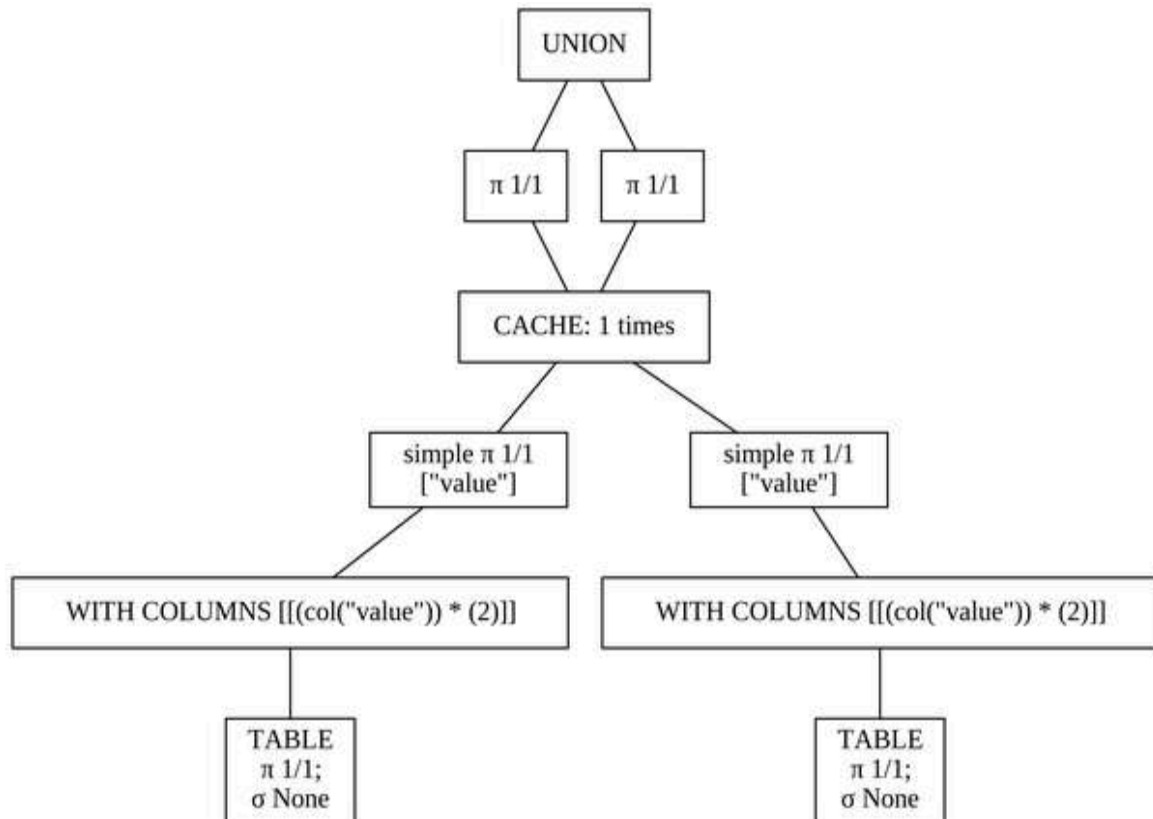 UNION
π 1/1
π 1/1
CACHE: 1 times
simple π 1/1
["value"]
simple π 1/1
["value"]
WITH COLUMNS [[(col("value")) * (2)]]
WITH COLUMNS [[(col("value")) * (2)]]
TABLE
π 1/1;
σ None
TABLE
π 1/1;
σ None